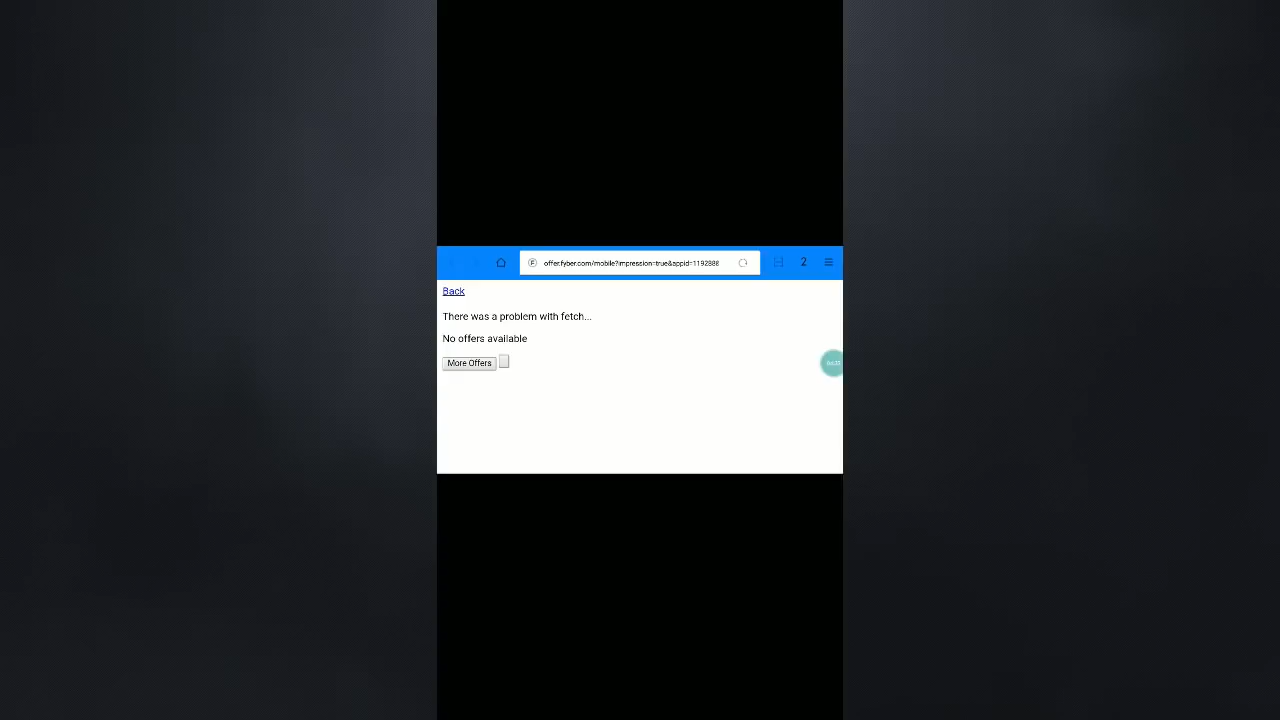 offer.fyber.com/mobile?impression=true&appid=119288
2
Back
There was a problem with fetch...
No offers available
More Offers